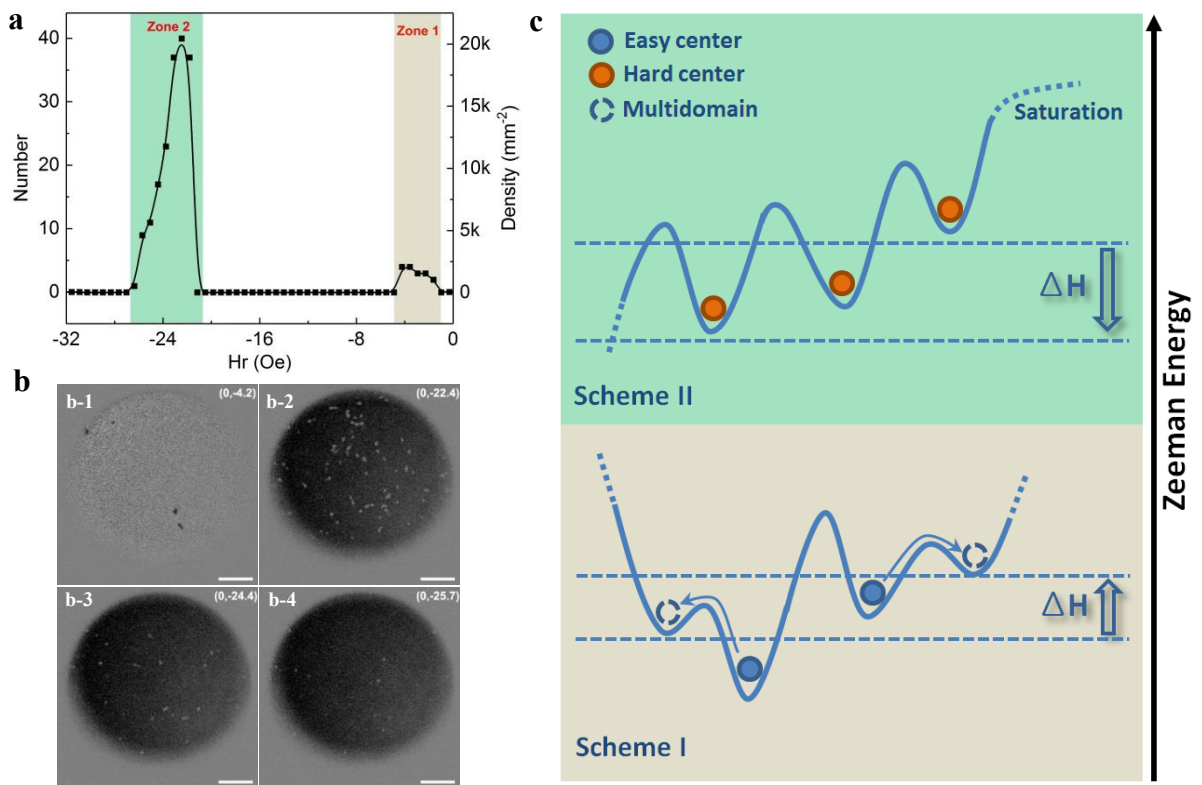 a
Zone 2
Zone 1
40
30
20
10
0
Number
20k
15k
10k
5k
0
Density (mm⁻²)
-32
-24
-16
-8
0
Hr (Oe)
b
b-1
(0,-4.2)
b-2
(0,-22.4)
b-3
(0,-24.4)
b-4
(0,-25.7)
c
Easy center
Hard center
Multidomain
Saturation
ΔH
Scheme II
ΔH
Scheme I
Zeeman Energy